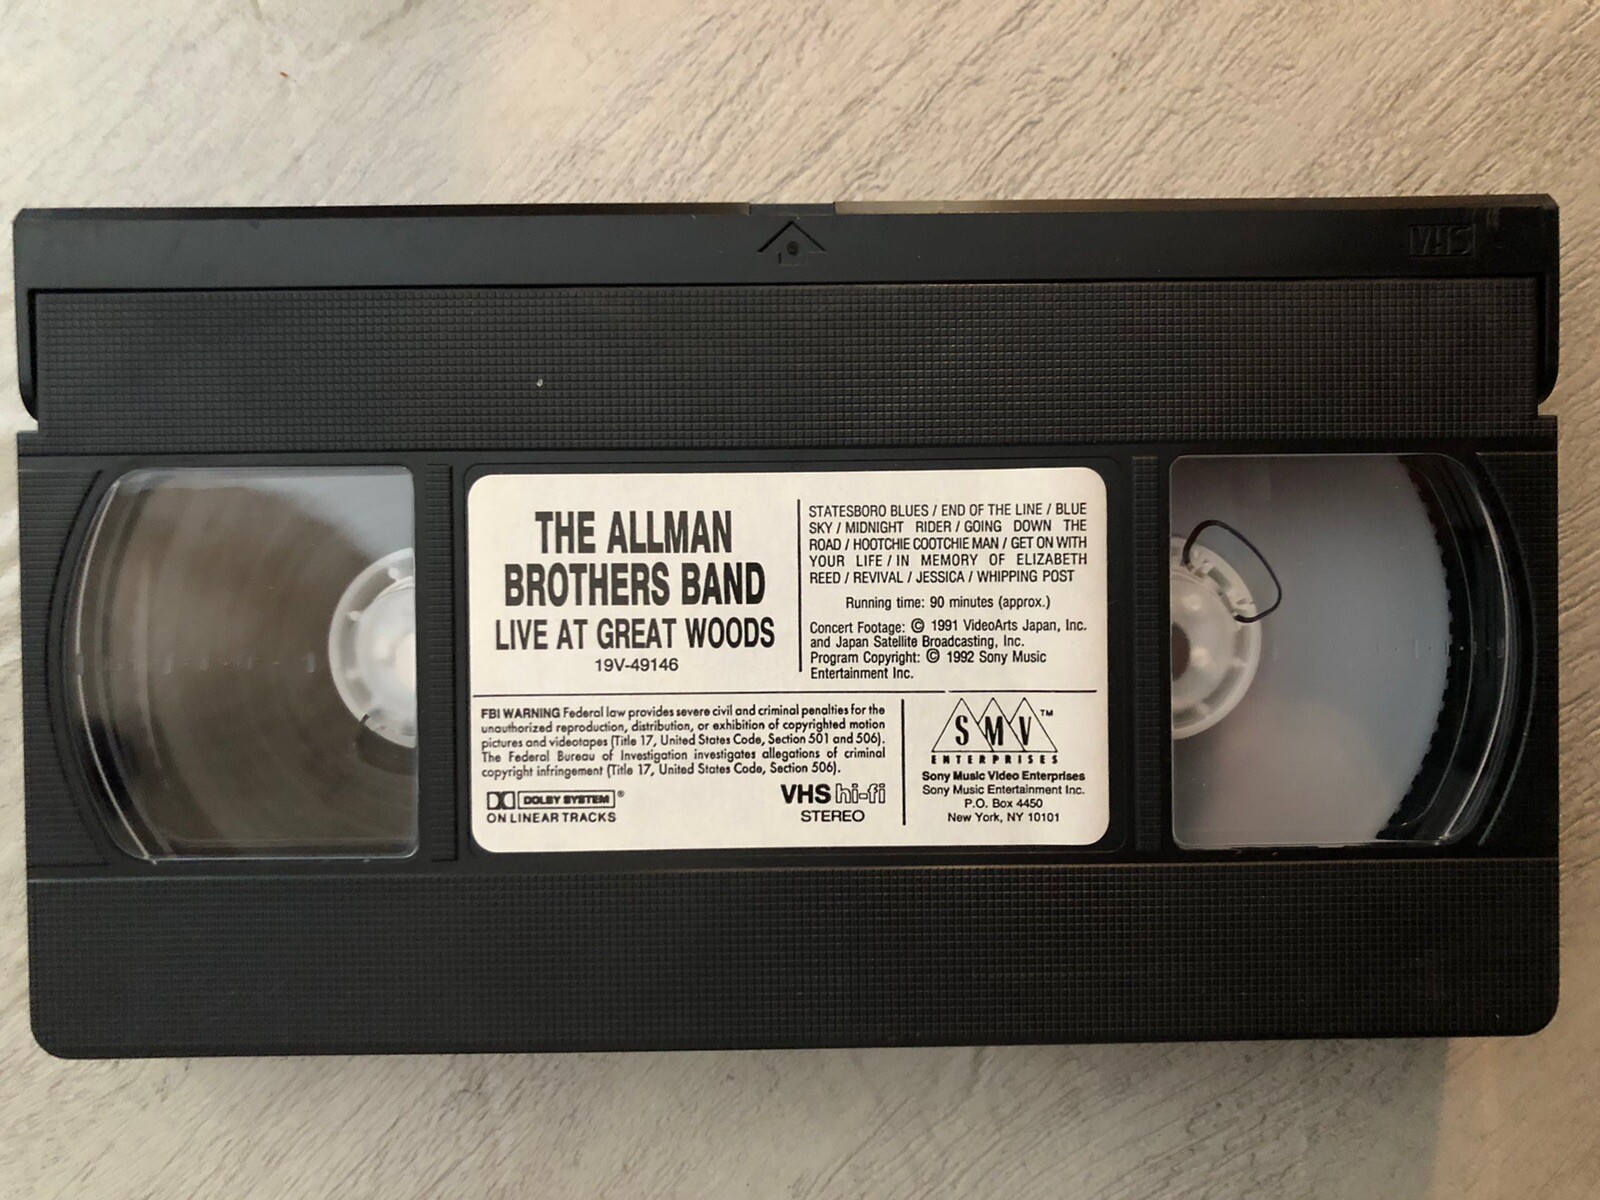 VHS
THE ALLMAN
BROTHERS BAND
LIVE AT GREAT WOODS
19V-49146
STATESBORO BLUES / END OF THE LINE / BLUE
SKY / MIDNIGHT RIDER / GOING DOWN THE
ROAD / HOOTCHIE COOTCHIE MAN / GET ON WITH
YOUR LIFE / IN MEMORY OF ELIZABETH
REED / REVIVAL / JESSICA / WHIPPING POST
Running time: 90 minutes (approx.)
Concert Footage: © 1991 VideoArts Japan, Inc.
and Japan Satellite Broadcasting, Inc.
Program Copyright: © 1992 Sony Music
Entertainment Inc.
FBI WARNING Federal law provides severe civil and criminal penalties for the
unauthorized reproduction, distribution, or exhibition of copyrighted motion
pictures and videotapes (Title 17, United States Code, Section 501 and 506).
The Federal Bureau of Investigation investigates allegations of criminal
copyright infringement (Title 17, United States Code, Section 506).
DOLBY SYSTEM®
ON LINEAR TRACKS
VHS hi-fi
STEREO
SMV™
ENTERPRISES
Sony Music Video Enterprises
Sony Music Entertainment Inc.
P.O. Box 4450
New York, NY 10101